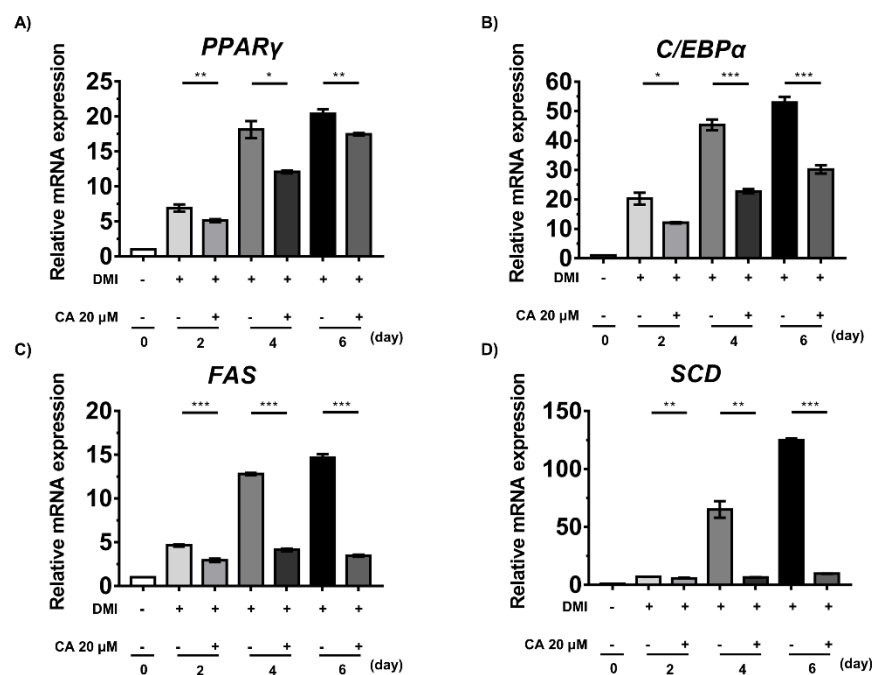 A)
PPARγ
Relative mRNA expression
25
20
15
10
5
0
** * **
DMI - + + + + + +
CA 20 μM - - + - + - +
0 2 4 6 (day)
B)
C/EBPα
Relative mRNA expression
60
50
40
30
20
10
0
* *** ***
DMI - + + + + + +
CA 20 μM - - + - + - +
0 2 4 6 (day)
C)
FAS
Relative mRNA expression
20
15
10
5
0
*** *** ***
DMI - + + + + + +
CA 20 μM - - + - + - +
0 2 4 6 (day)
D)
SCD
Relative mRNA expression
150
100
50
0
** ** ***
DMI - + + + + + +
CA 20 μM - - + - + - +
0 2 4 6 (day)